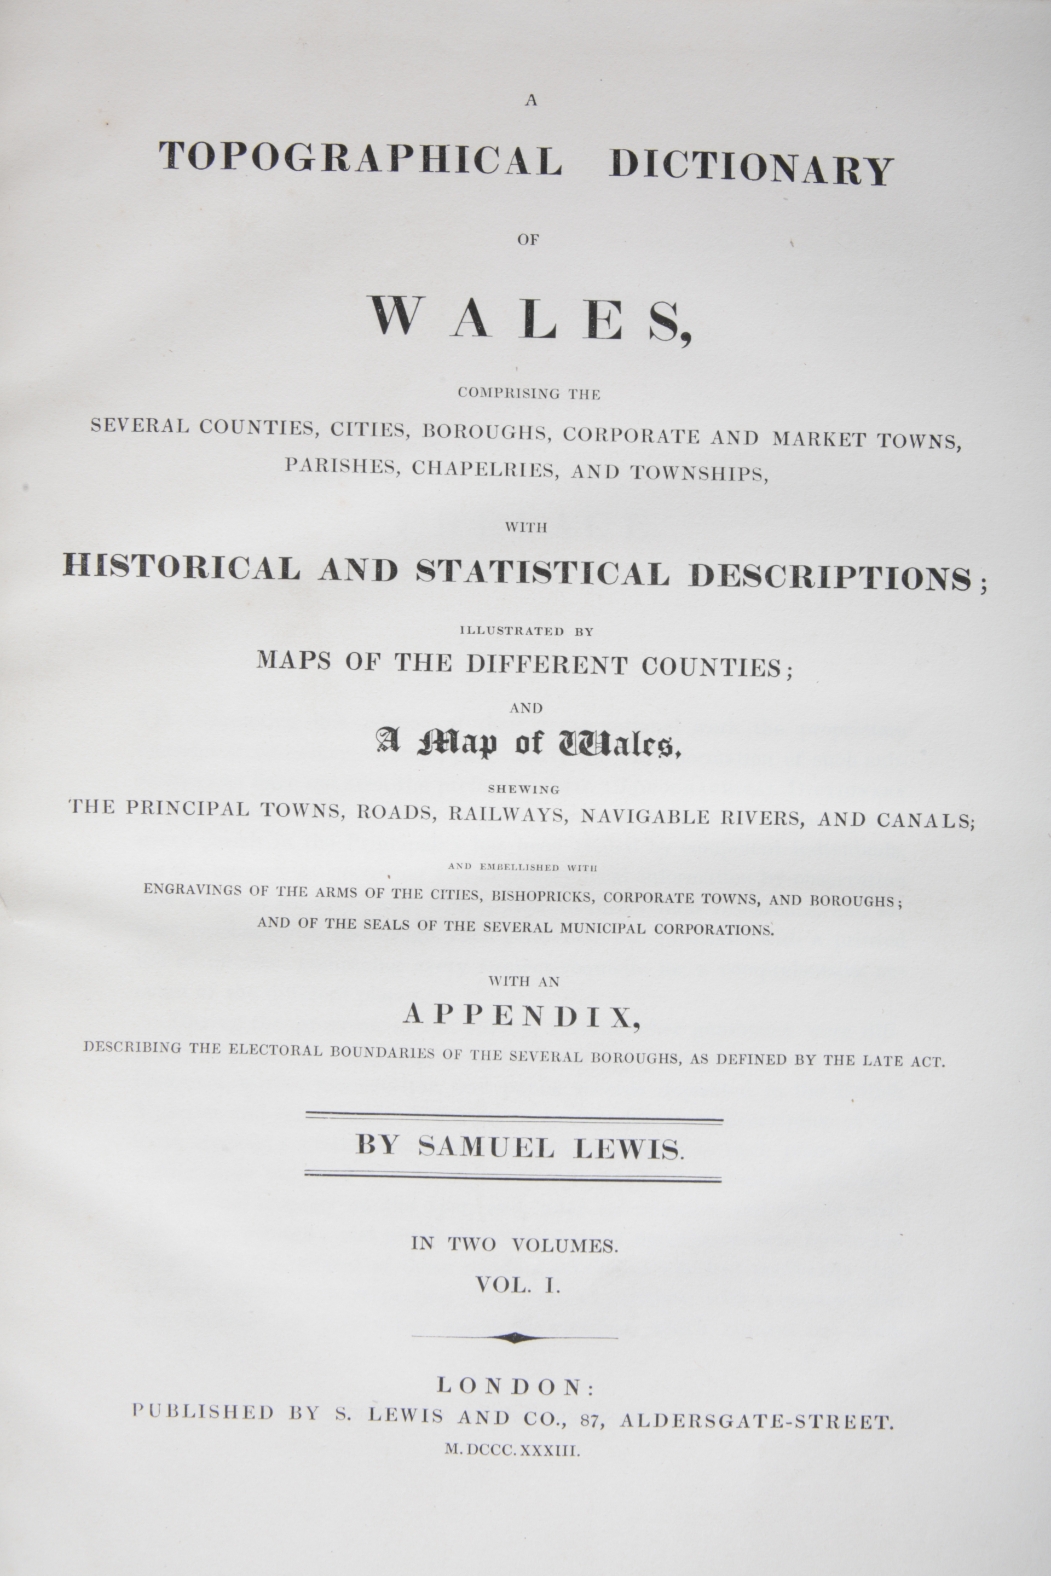 A
TOPOGRAPHICAL DICTIONARY
OF
WALES,
COMPRISING THE
SEVERAL COUNTIES, CITIES, BOROUGHS, CORPORATE AND MARKET TOWNS,
PARISHES, CHAPELRIES, AND TOWNSHIPS,
WITH
HISTORICAL AND STATISTICAL DESCRIPTIONS;
ILLUSTRATED BY
MAPS OF THE DIFFERENT COUNTIES;
AND
A Map of Wales,
SHEWING
THE PRINCIPAL TOWNS, ROADS, RAILWAYS, NAVIGABLE RIVERS, AND CANALS;
AND EMBELLISHED WITH
ENGRAVINGS OF THE ARMS OF THE CITIES, BISHOPRICKS, CORPORATE TOWNS, AND BOROUGHS;
AND OF THE SEALS OF THE SEVERAL MUNICIPAL CORPORATIONS.
WITH AN
APPENDIX,
DESCRIBING THE ELECTORAL BOUNDARIES OF THE SEVERAL BOROUGHS, AS DEFINED BY THE LATE ACT.
BY SAMUEL LEWIS.
IN TWO VOLUMES.
VOL. I.
LONDON:
PUBLISHED BY S. LEWIS AND CO., 87, ALDERSGATE-STREET.
M.DCCC.XXXIII.